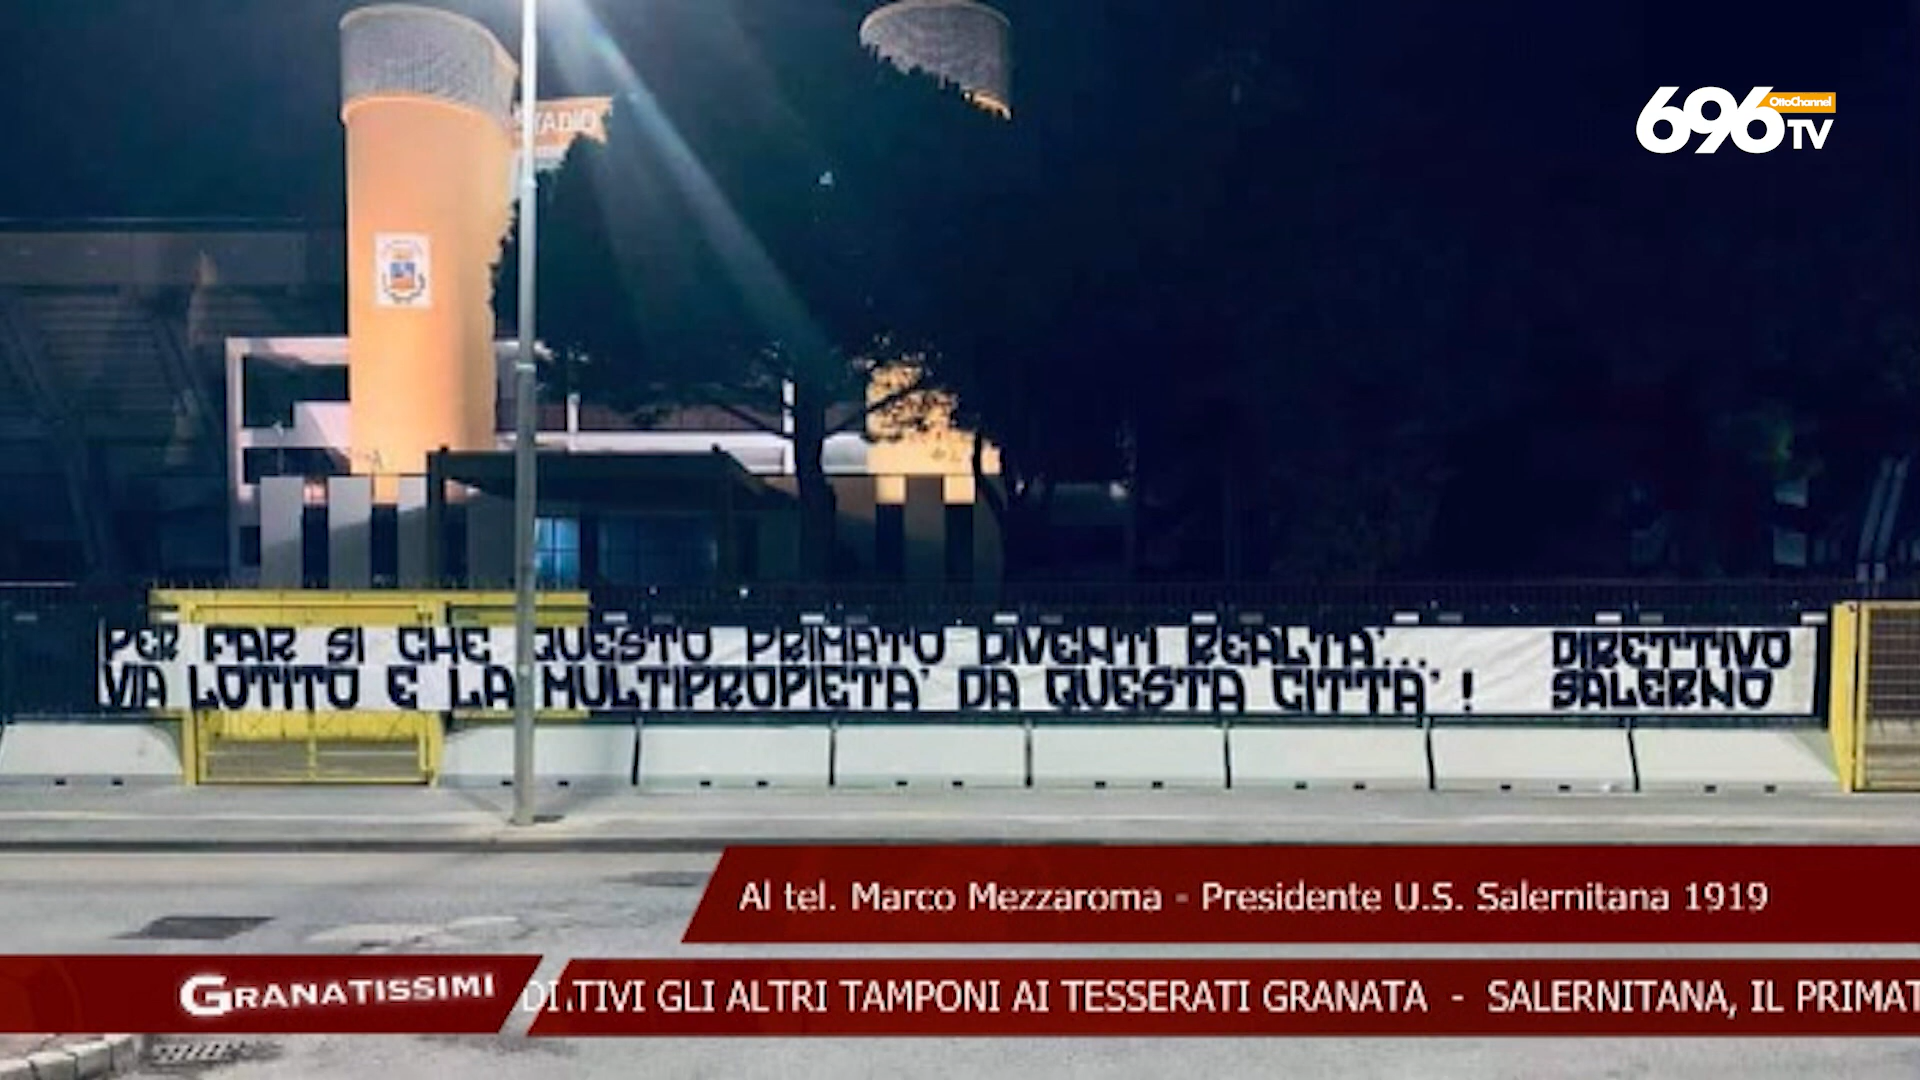 696
OttoChannel
TV
STADIO
PER FAR SI CHE QUESTO PRIMATO DIVENTI REALTA'...
VIA LOTITO E LA MULTIPROPIETA' DA QUESTA CITTA' !
DIRETTIVO
SALERNO
Al tel. Marco Mezzaroma - Presidente U.S. Salernitana 1919
GRANATISSIMI
TIVI GLI ALTRI TAMPONI AI TESSERATI GRANATA - SALERNITANA, IL PRIMAT